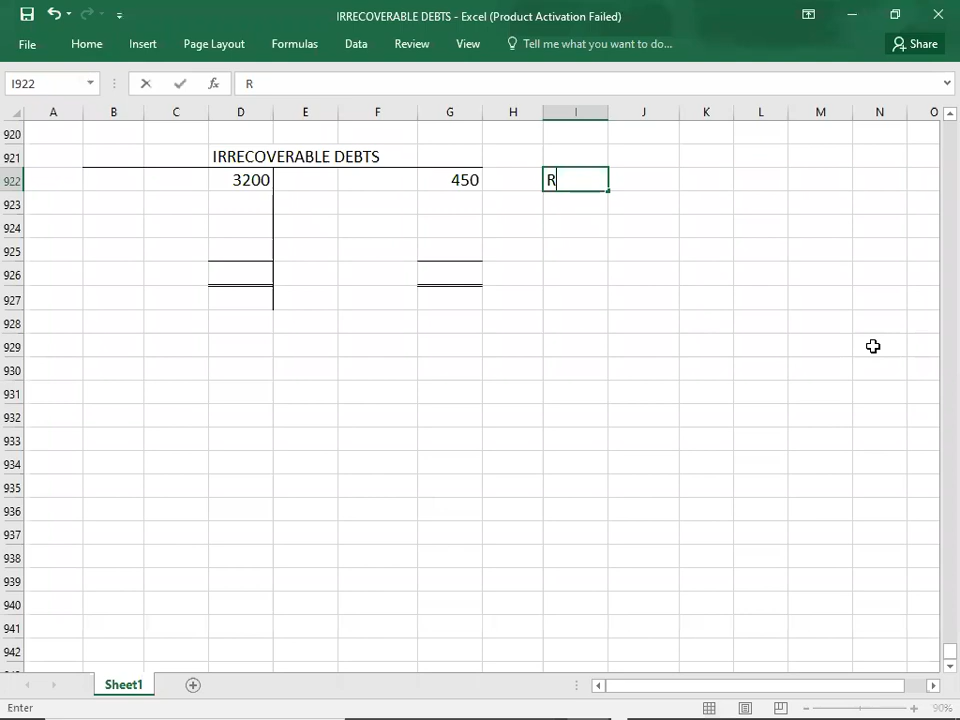 IRRECOVERABLE DEBTS - Excel (Product Activation Failed)
File Home Insert Page Layout Formulas Data Review View Tell me what you want to do... Share
I922 fx R
A B C D E F G H I J K L M N O
920
921 IRRECOVERABLE DEBTS
922 3200 450 R
923
924
925
926
927
928
929
930
931
932
933
934
935
936
937
938
939
940
941
942
Sheet1
Enter 90%